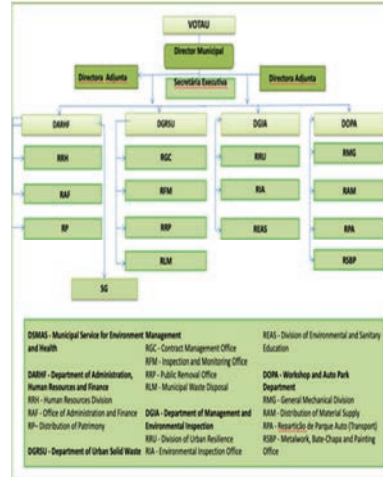 VOTAU
Director Municipal
Directora Adjunta
Directora Adjunta
Secretária Executiva
DARHF
DGRSU
DGIA
DOPA
RRH
RGC
RRU
RMG
RAF
RFM
RIA
RAM
RP
RRP
REAS
RPA
RLM
RSBP
SG
DSMAS - Municipal Service for Environment
and Health
DARHF - Department of Administration,
Human Resources and Finance
RRH - Human Resources Division
RAF - Office of Administration and Finance
RP– Distribution of Patrimony
DGRSU - Department of Urban Solid Waste
Management
RGC - Contract Management Office
RFM - Inspection and Monitoring Office
RRP - Public Removal Office
RLM - Municipal Waste Disposal
DGIA - Department of Management and
Environmental Inspection
RRU - Division of Urban Resilience
RIA - Environmental Inspection Office
REAS - Division of Environmental and Sanitary
Education
DOPA - Workshop and Auto Park
Department
RMG - General Mechanical Division
RAM - Distribution of Material Supply
RPA - Repartição de Parque Auto (Transport)
RSBP - Metalwork, Bate-Chapa and Painting
Office